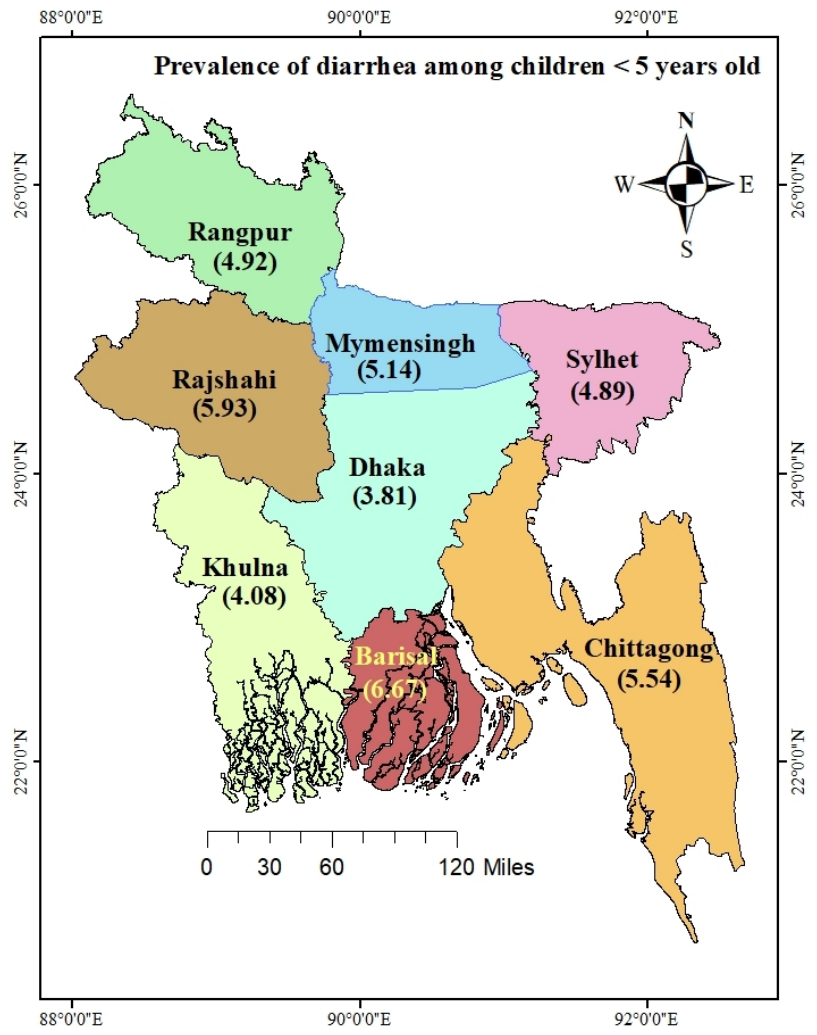 88°0'0"E 90°0'0"E 92°0'0"E
Prevalence of diarrhea among children < 5 years old
N
W E
S
26°0'0"N 26°0'0"N
Rangpur
(4.92)
Mymensingh
(5.14)
Sylhet
(4.89)
Rajshahi
(5.93)
24°0'0"N 24°0'0"N
Dhaka
(3.81)
Khulna
(4.08)
Barisal
(6.67)
Chittagong
(5.54)
22°0'0"N 22°0'0"N
0 30 60 120 Miles
88°0'0"E 90°0'0"E 92°0'0"E